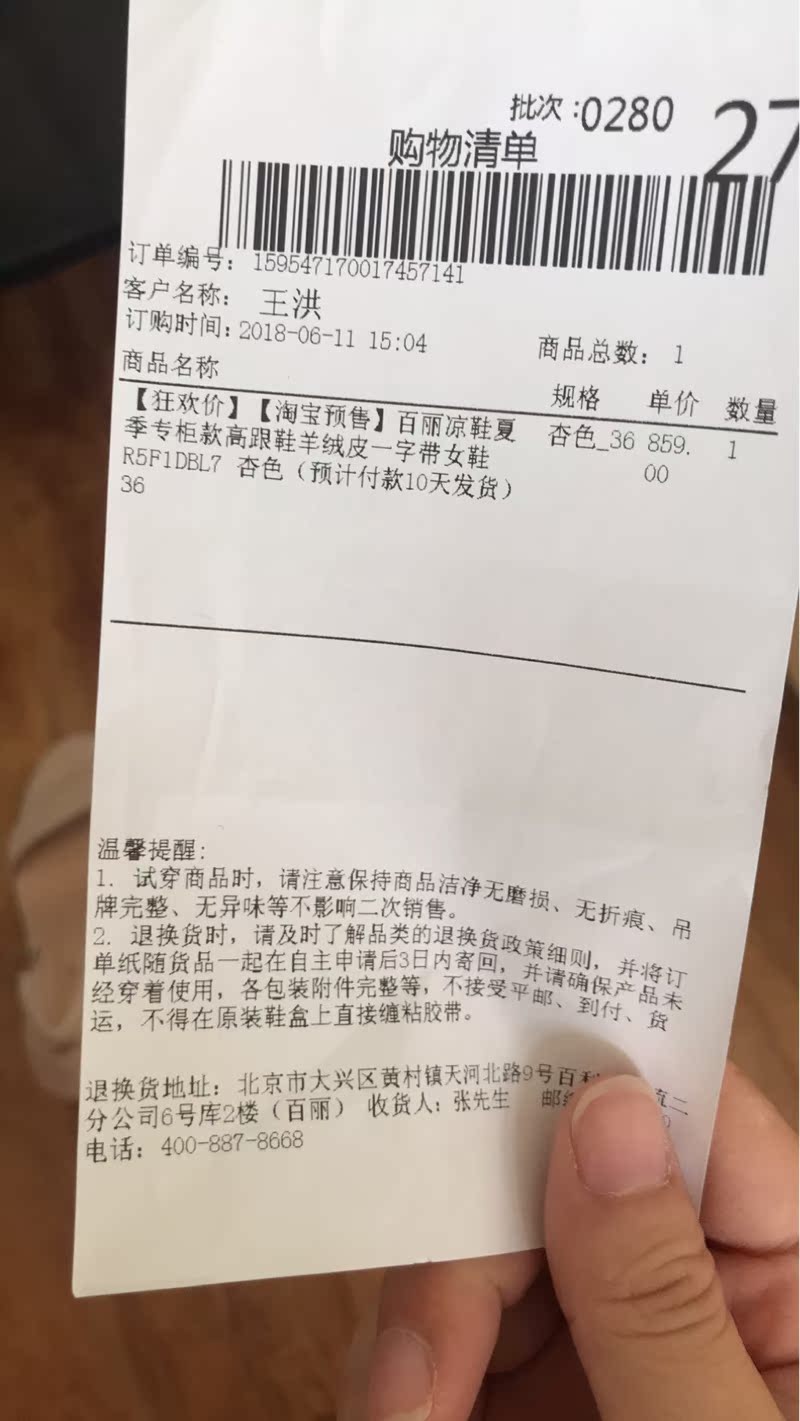 批次:0280
27
购物清单
订单编号: 159547170017457141
客户名称: 王洪
订购时间:2018-06-11 15:04 商品总数: 1
商品名称 规格 单价 数量
【狂欢价】【淘宝预售】百丽凉鞋夏 杏色_36 859. 1
季专柜款高跟鞋羊绒皮一字带女鞋 00
R5F1DBL7 杏色(预计付款10天发货)
36
温馨提醒:
1. 试穿商品时,请注意保持商品洁净无磨损、无折痕、吊
牌完整、无异味等不影响二次销售。
2. 退换货时,请及时了解品类的退换货政策细则,并将订
单纸随货品一起在自主申请后3日内寄回,并请确保产品未
经穿着使用,各包装附件完整等,不接受平邮、到付、货
运,不得在原装鞋盒上直接缠粘胶带。
退换货地址: 北京市大兴区黄村镇天河北路9号百
分公司6号库2楼(百丽) 收货人:张先生 邮
电话: 400-887-8668